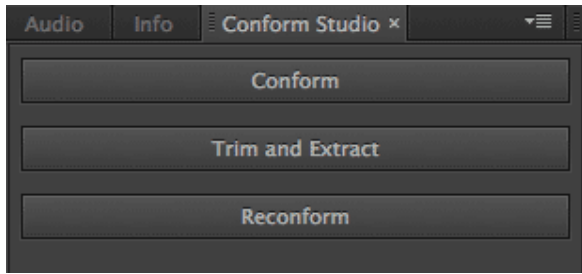 Audio Info Conform Studio ×
Conform
Trim and Extract
Reconform